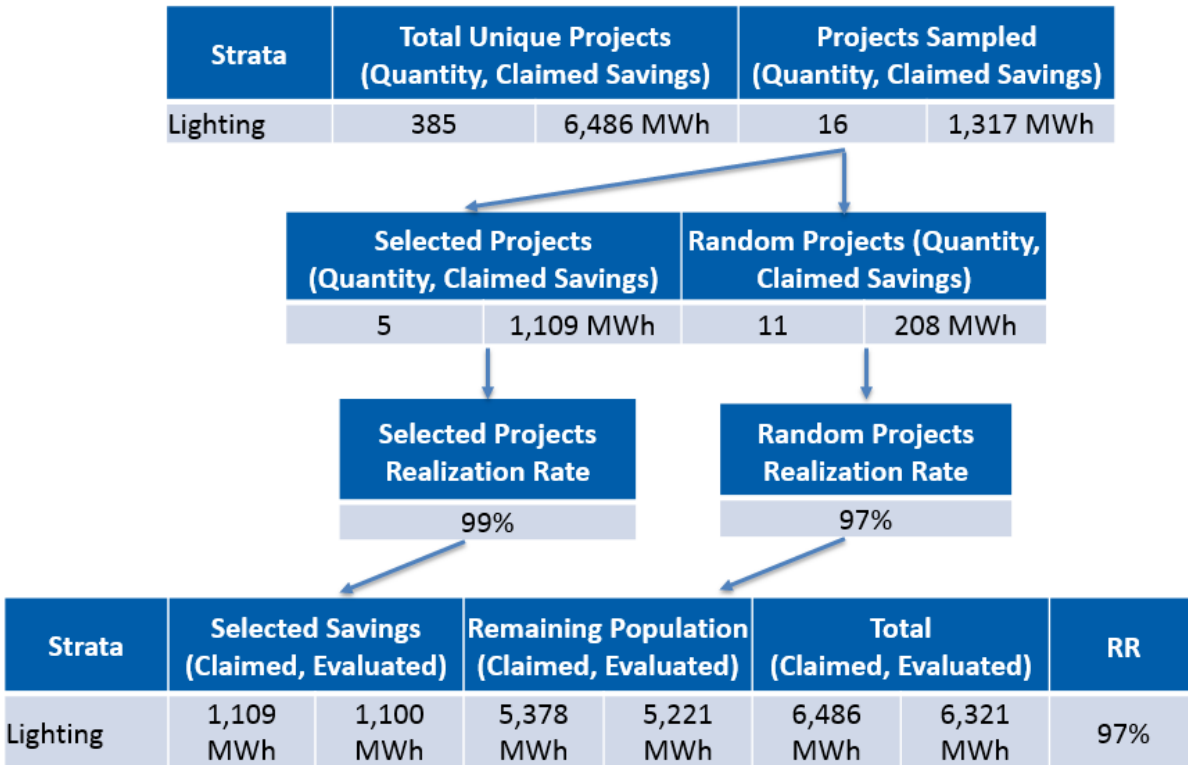 Strata
Total Unique Projects
(Quantity, Claimed Savings)
Projects Sampled
(Quantity, Claimed Savings)
Lighting
385
6,486 MWh
16
1,317 MWh
Selected Projects
(Quantity, Claimed Savings)
Random Projects (Quantity,
Claimed Savings)
5
1,109 MWh
11
208 MWh
Selected Projects
Realization Rate
99%
Random Projects
Realization Rate
97%
Strata
Selected Savings
(Claimed, Evaluated)
Remaining Population
(Claimed, Evaluated)
Total
(Claimed, Evaluated)
RR
Lighting
1,109
MWh
1,100
MWh
5,378
MWh
5,221
MWh
6,486
MWh
6,321
MWh
97%